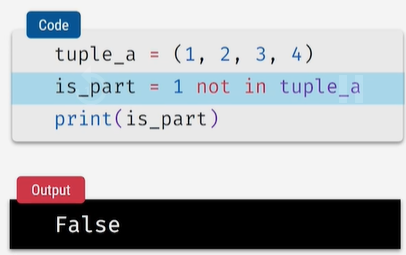 Code
tuple_a = (1, 2, 3, 4)
is_part = 1 not in tuple_a
print(is_part)
Output
False